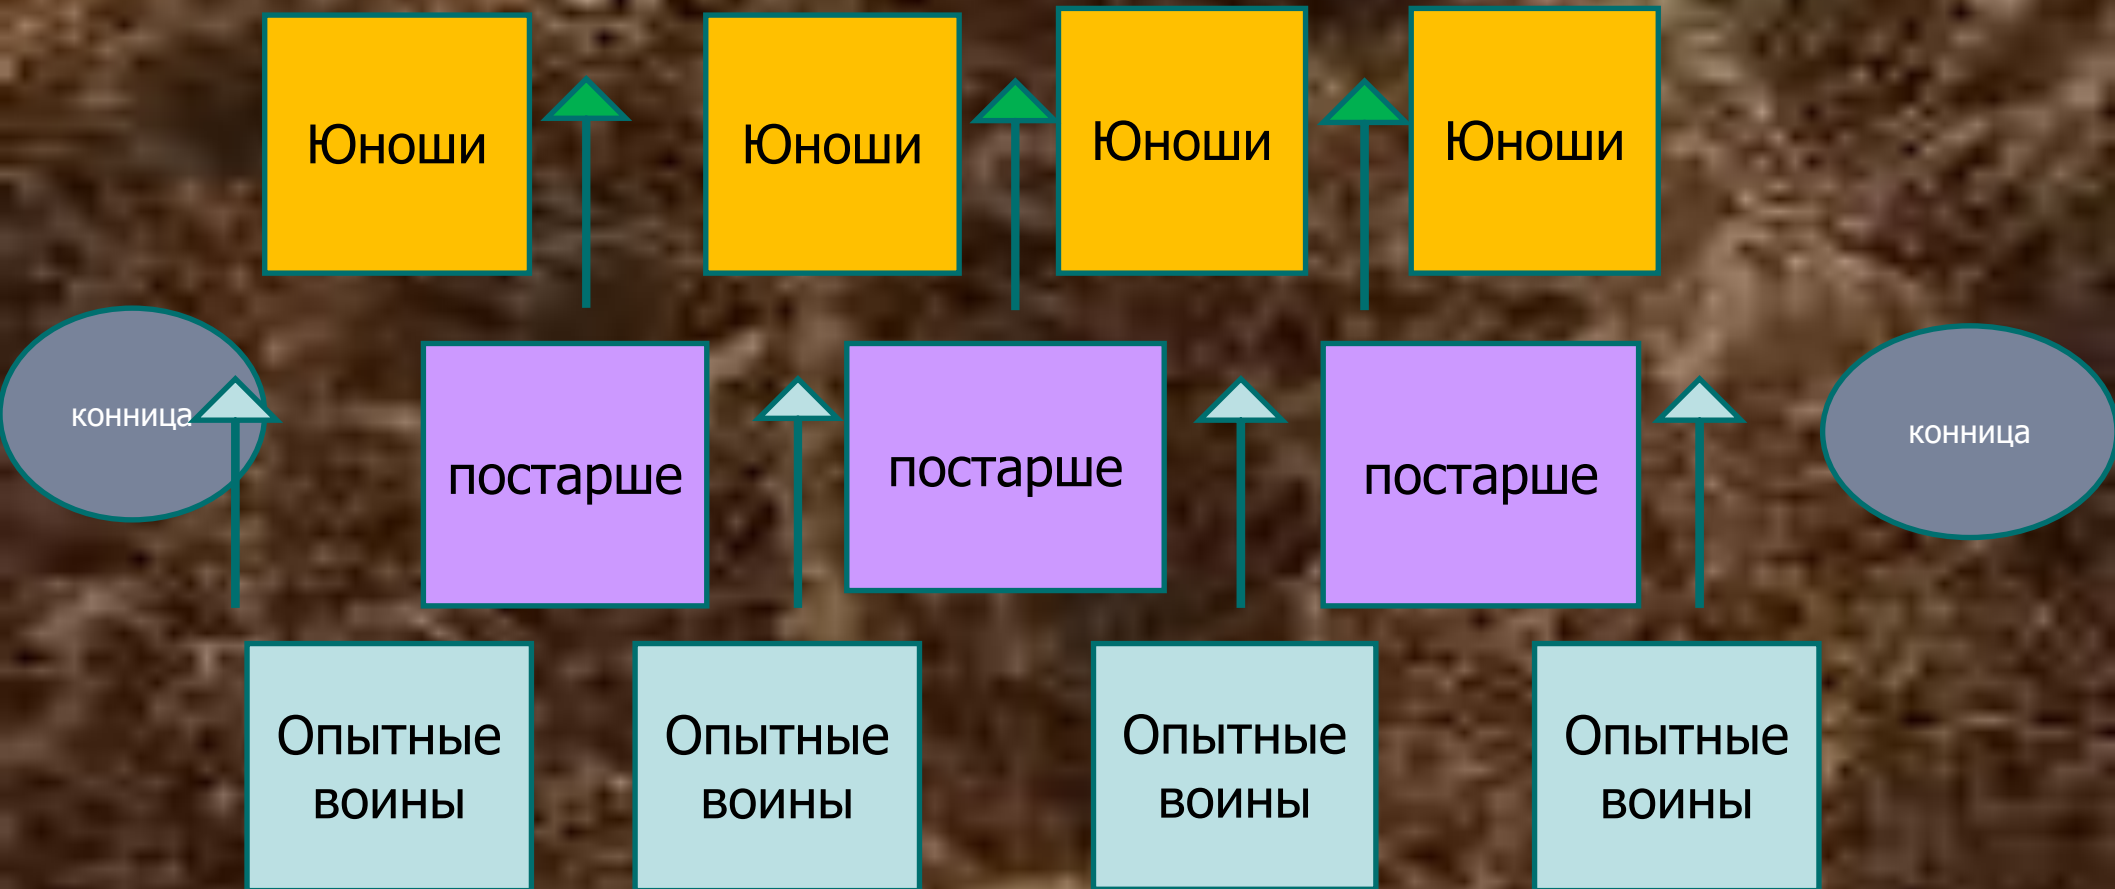 Юноши
Юноши
Юноши
Юноши
конница
постарше
постарше
постарше
конница
Опытные
воины
Опытные
воины
Опытные
воины
Опытные
воины